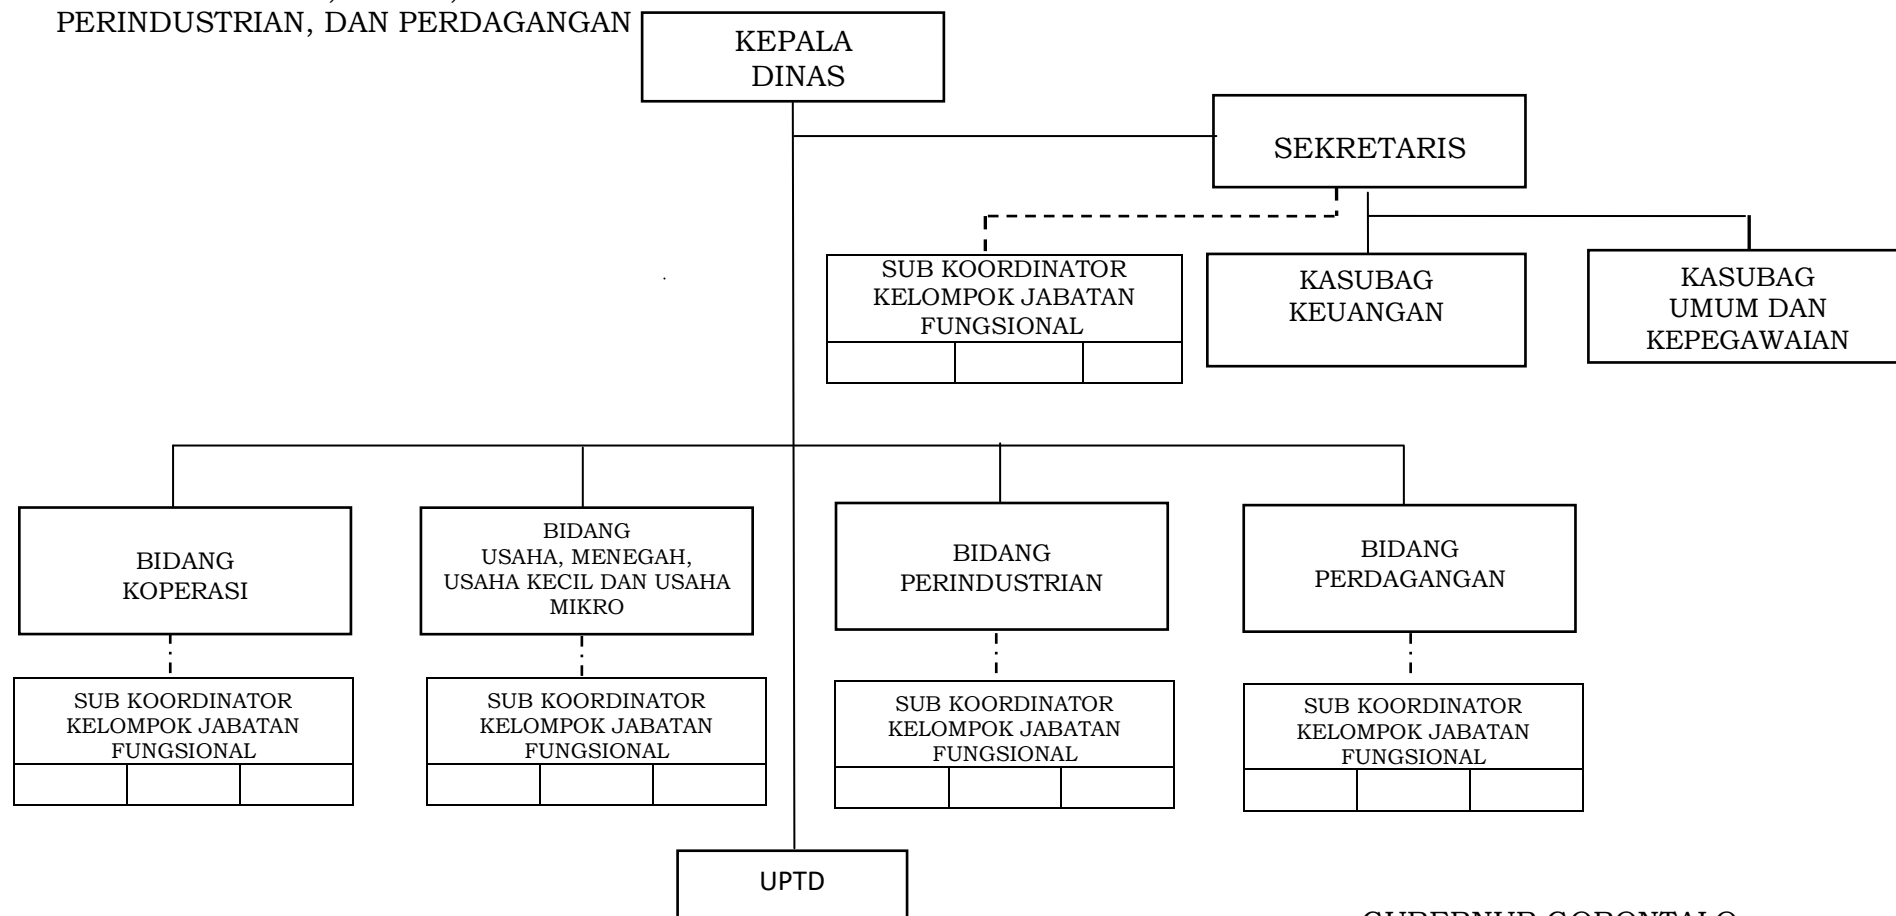 PERINDUSTRIAN, DAN PERDAGANGAN
KEPALA
DINAS
SEKRETARIS
SUB KOORDINATOR
KELOMPOK JABATAN
FUNGSIONAL
KASUBAG
KEUANGAN
KASUBAG
UMUM DAN
KEPEGAWAIAN
BIDANG
KOPERASI
BIDANG
USAHA, MENEGAH,
USAHA KECIL DAN USAHA
MIKRO
BIDANG
PERINDUSTRIAN
BIDANG
PERDAGANGAN
SUB KOORDINATOR
KELOMPOK JABATAN
FUNGSIONAL
SUB KOORDINATOR
KELOMPOK JABATAN
FUNGSIONAL
SUB KOORDINATOR
KELOMPOK JABATAN
FUNGSIONAL
SUB KOORDINATOR
KELOMPOK JABATAN
FUNGSIONAL
UPTD
GUBERNUR GORONTALO